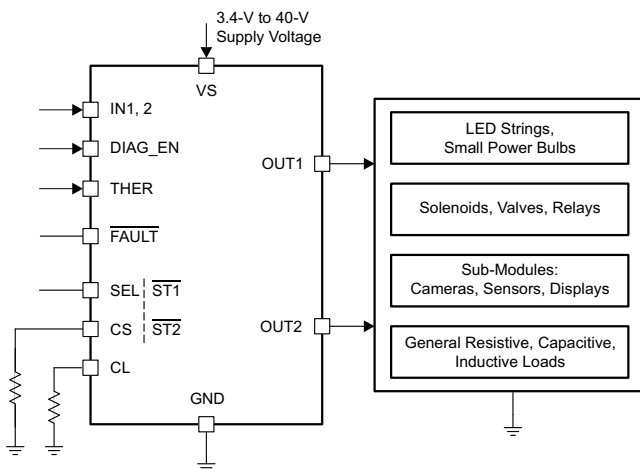 3.4-V to 40-V
Supply Voltage
VS
IN1, 2
DIAG_EN
THER
FAULT
SEL ST1
CS ST2
CL
GND
OUT1
OUT2
LED Strings,
Small Power Bulbs
Solenoids, Valves, Relays
Sub-Modules:
Cameras, Sensors, Displays
General Resistive, Capacitive,
Inductive Loads